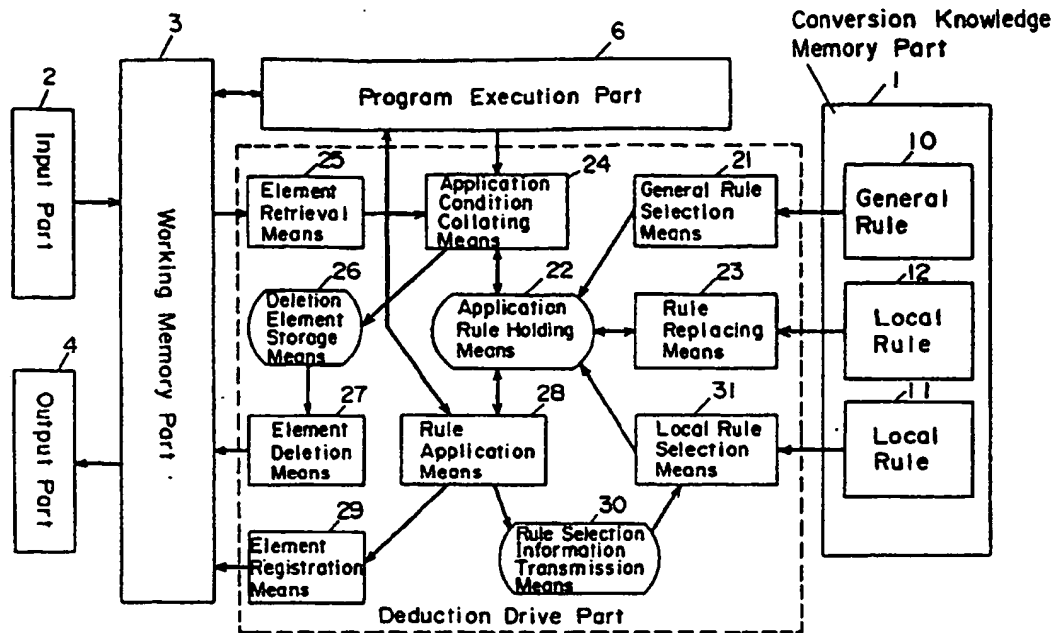 Conversion Knowledge
Memory Part
3
6
1
2
Program Execution Part
Input Part
Working Memory Part
25
24
21
10
Element
Retrieval
Means
Application
Condition
Collating
Means
General Rule
Selection
Means
General
Rule
26
22
23
12
Deletion
Element
Storage
Means
Application
Rule Holding
Means
Rule
Replacing
Means
Local
Rule
4
Output Part
27
28
31
11
Element
Deletion
Means
Rule
Application
Means
Local Rule
Selection
Means
Local
Rule
29
30
Element
Registration
Means
Rule Selection
Information
Transmission
Means
Deduction Drive Part